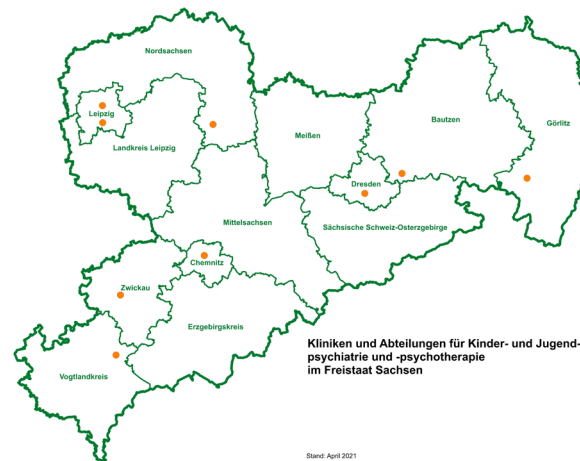 Nordsachsen
Leipzig
Landkreis Leipzig
Meißen
Bautzen
Görlitz
Dresden
Mittelsachsen
Sächsische Schweiz-Osterzgebirge
Chemnitz
Zwickau
Erzgebirgskreis
Vogtlandkreis
Kliniken und Abteilungen für Kinder- und Jugend-
psychiatrie und -psychotherapie
im Freistaat Sachsen
Stand: April 2021